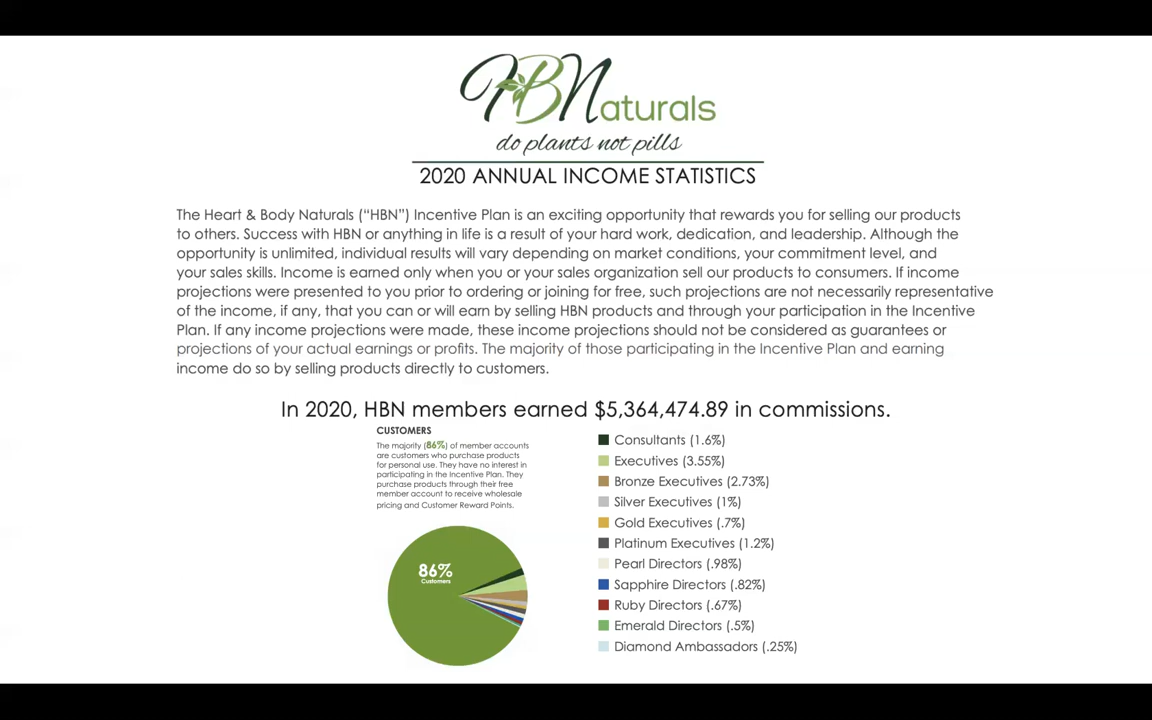 HBNaturals
do plants not pills
2020 ANNUAL INCOME STATISTICS
The Heart & Body Naturals (“HBN”) Incentive Plan is an exciting opportunity that rewards you for selling our products
to others. Success with HBN or anything in life is a result of your hard work, dedication, and leadership. Although the
opportunity is unlimited, individual results will vary depending on market conditions, your commitment level, and
your sales skills. Income is earned only when you or your sales organization sell our products to consumers. If income
projections were presented to you prior to ordering or joining for free, such projections are not necessarily representative
of the income, if any, that you can or will earn by selling HBN products and through your participation in the Incentive
Plan. If any income projections were made, these income projections should not be considered as guarantees or
projections of your actual earnings or profits. The majority of those participating in the Incentive Plan and earning
income do so by selling products directly to customers.
In 2020, HBN members earned $5,364,474.89 in commissions.
CUSTOMERS
The majority (86%) of member accounts
are customers who purchase products
for personal use. They have no interest in
participating in the Incentive Plan. They
purchase products through their free
member account to receive wholesale
pricing and Customer Reward Points.
86%
Customers
Consultants (1.6%)
Executives (3.55%)
Bronze Executives (2.73%)
Silver Executives (1%)
Gold Executives (.7%)
Platinum Executives (1.2%)
Pearl Directors (.98%)
Sapphire Directors (.82%)
Ruby Directors (.67%)
Emerald Directors (.5%)
Diamond Ambassadors (.25%)